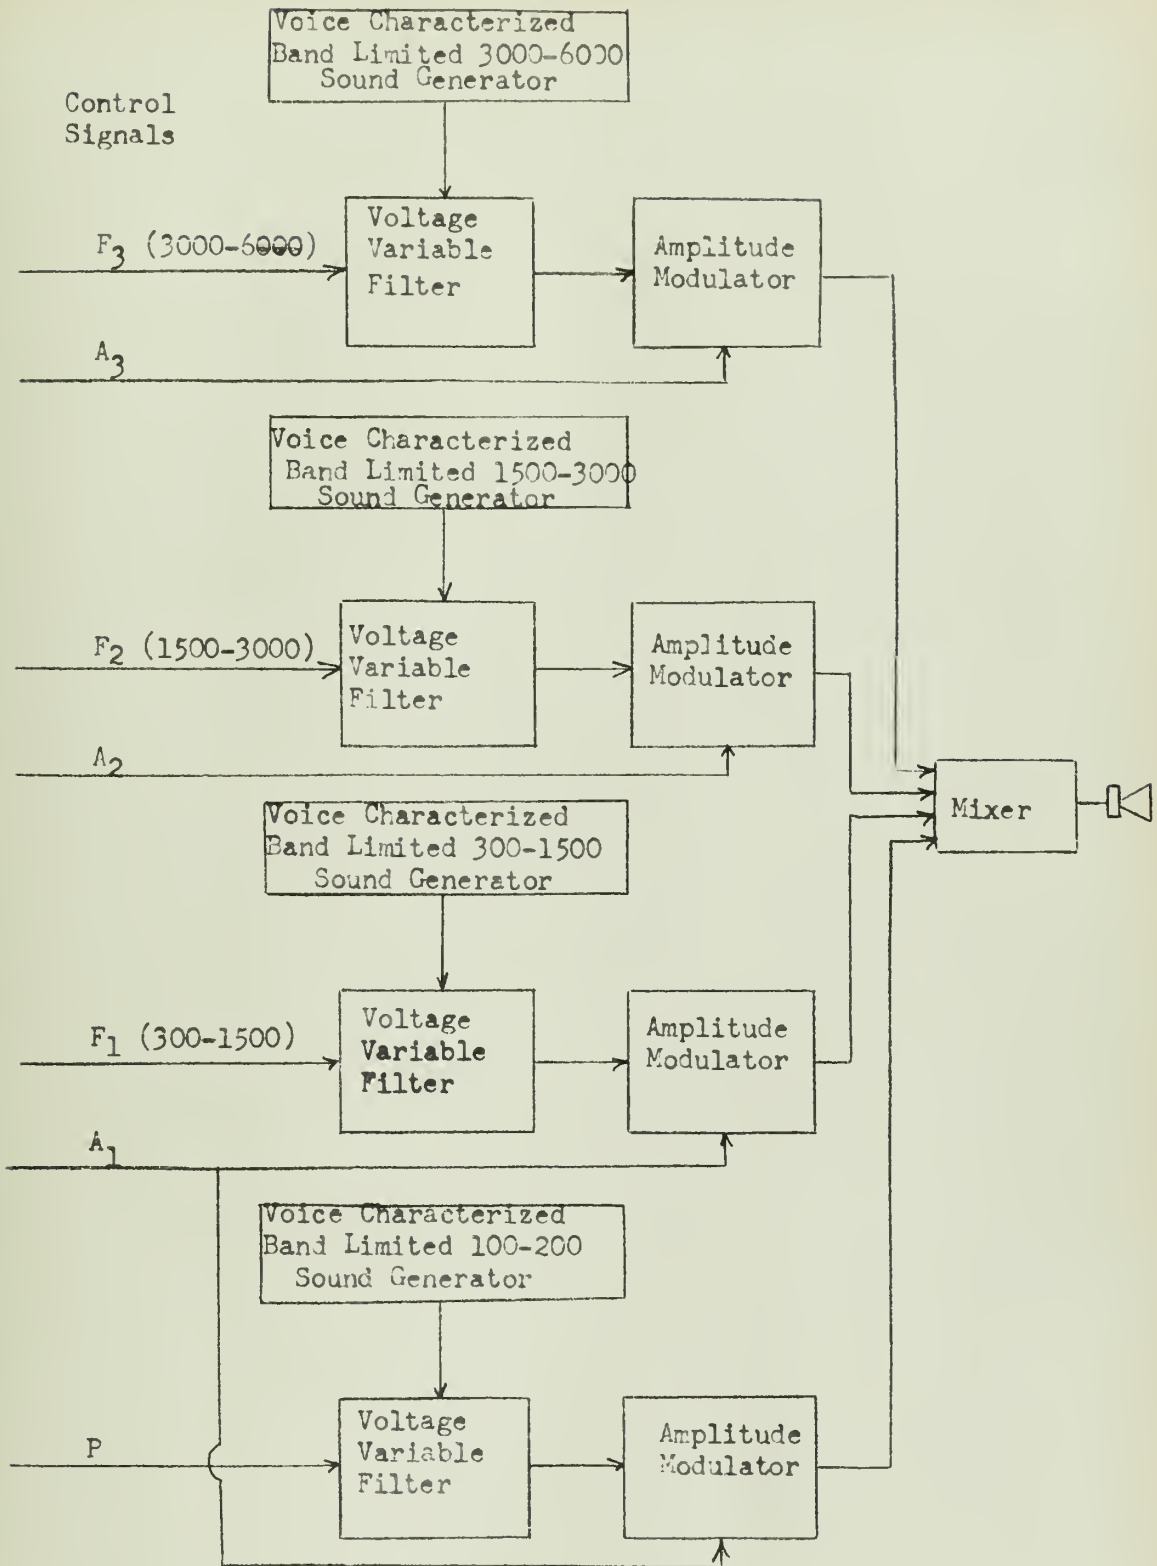 Voice Characterized
Band Limited 3000-6000
Sound Generator
Control
Signals
F3 (3000-6000)
Voltage
Variable
Filter
Amplitude
Modulator
A3
Voice Characterized
Band Limited 1500-3000
Sound Generator
F2 (1500-3000)
Voltage
Variable
Filter
Amplitude
Modulator
A2
Mixer
Voice Characterized
Band Limited 300-1500
Sound Generator
F1 (300-1500)
Voltage
Variable
Filter
Amplitude
Modulator
A1
Voice Characterized
Band Limited 100-200
Sound Generator
P
Voltage
Variable
Filter
Amplitude
Modulator